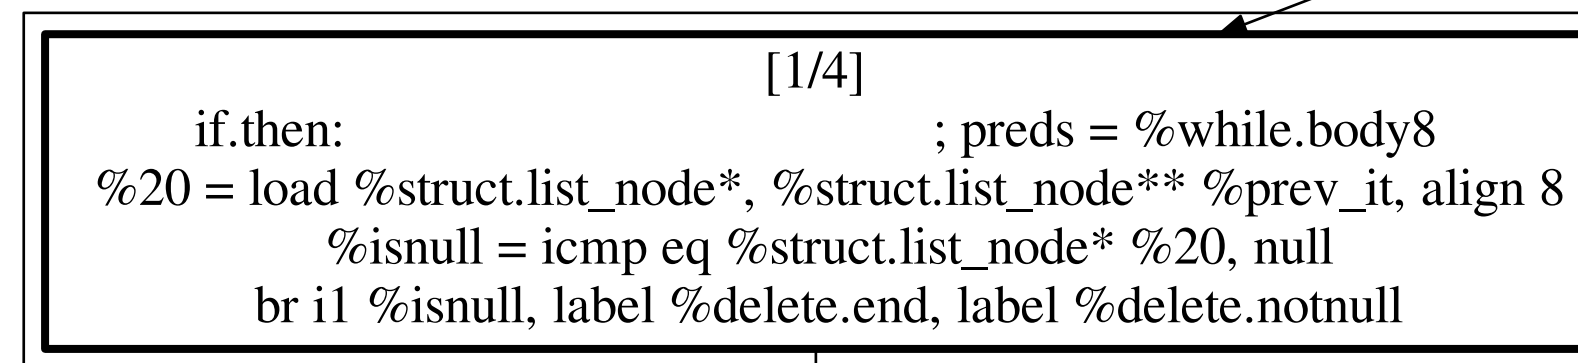 [1/4]
if.then: ; preds = %while.body8
%20 = load %struct.list_node*, %struct.list_node** %prev_it, align 8
%isnull = icmp eq %struct.list_node* %20, null
br i1 %isnull, label %delete.end, label %delete.notnull